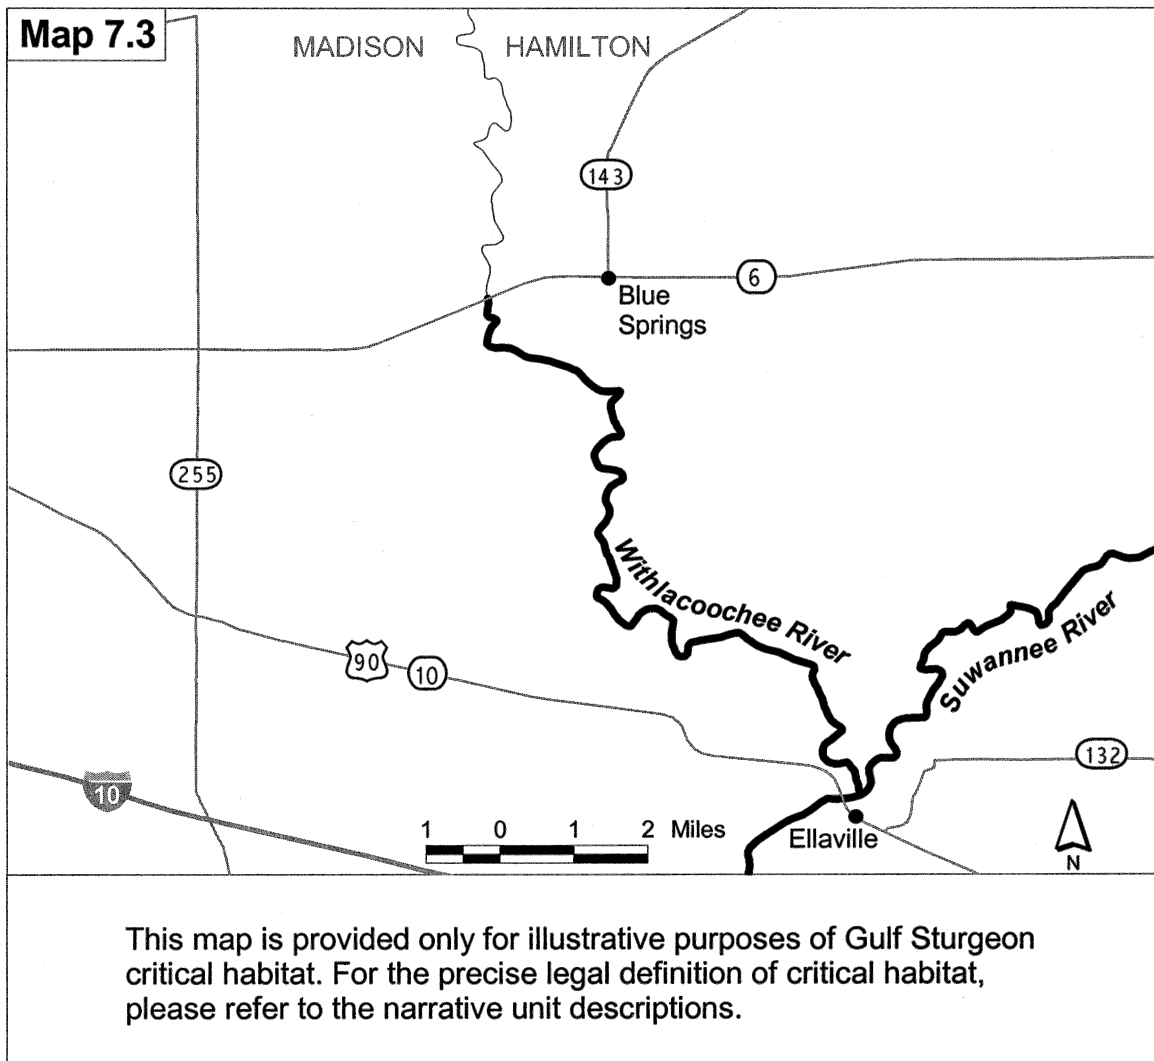 Map 7.3
MADISON
HAMILTON
143
6
Blue
Springs
255
Withlacoochee River
Suwannee River
90
10
132
10
1 0 1 2 Miles
Ellaville
N
This map is provided only for illustrative purposes of Gulf Sturgeon
critical habitat. For the precise legal definition of critical habitat,
please refer to the narrative unit descriptions.